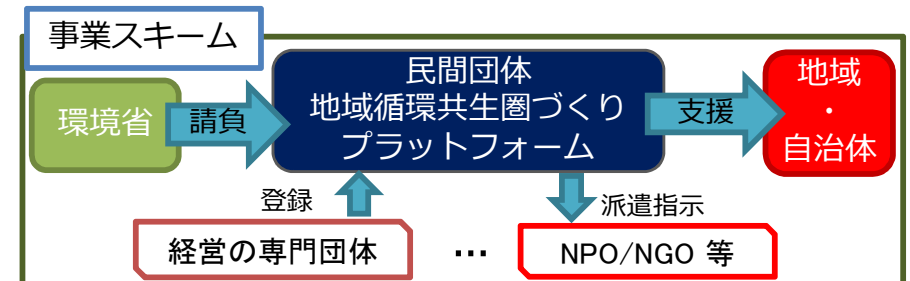 事業スキーム
環境省
請負
民間団体
地域循環共生圏づくり
プラットフォーム
支援
地域
・
自治体
登録
派遣指示
経営の専門団体
…
NPO/NGO 等